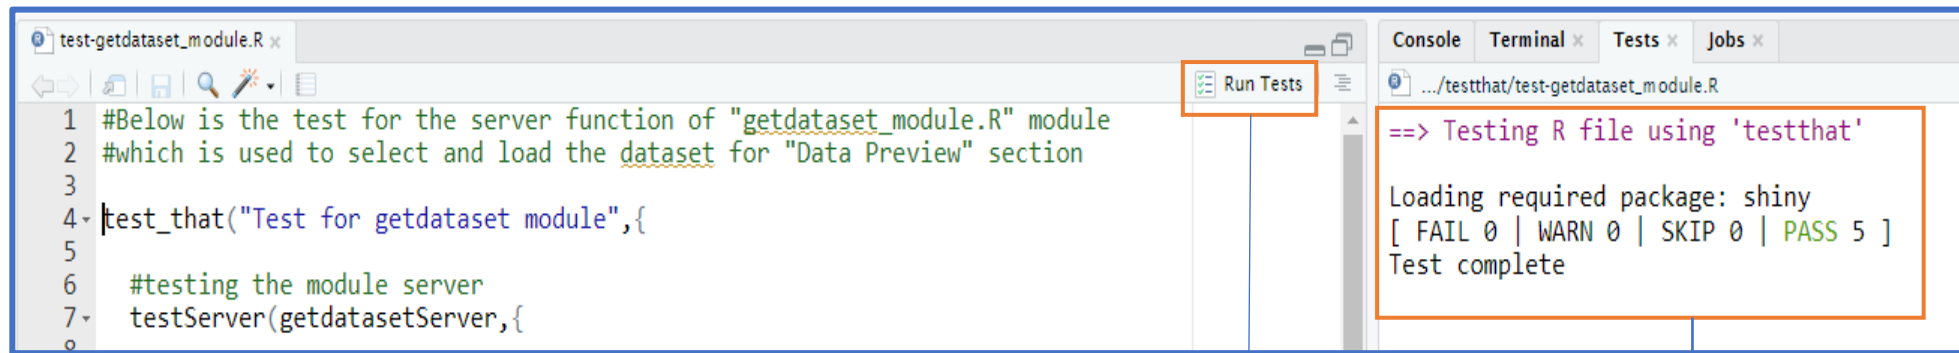 test-getdataset_module.R
Run Tests
1 #Below is the test for the server function of "getdataset_module.R" module
2 #which is used to select and load the dataset for "Data Preview" section
3
4 test_that("Test for getdataset module",{
5
6 #testing the module server
7 testServer(getdatasetServer,{
Console Terminal Tests Jobs
.../testthat/test-getdataset_module.R
==> Testing R file using 'testthat'
Loading required package: shiny
[ FAIL 0 | WARN 0 | SKIP 0 | PASS 5 ]
Test complete